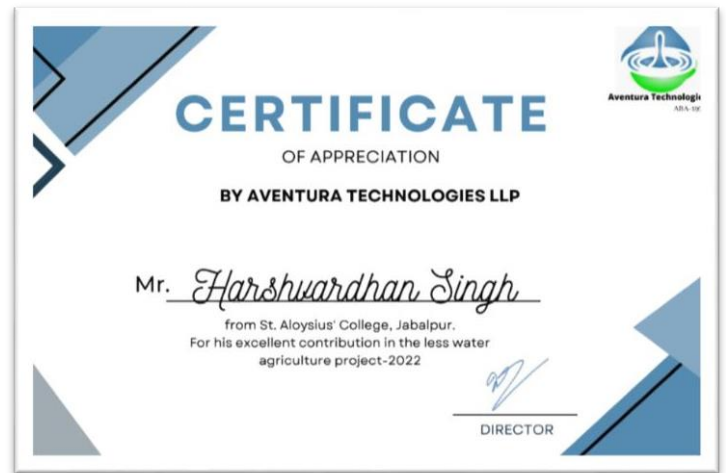 Aventura Technologie
CERTIFICATE
OF APPRECIATION
BY AVENTURA TECHNOLOGIES LLP
Mr. Harshvardhan Singh
from St. Aloysius' College, Jabalpur.
For his excellent contribution in the less water
agriculture project-2022
DIRECTOR